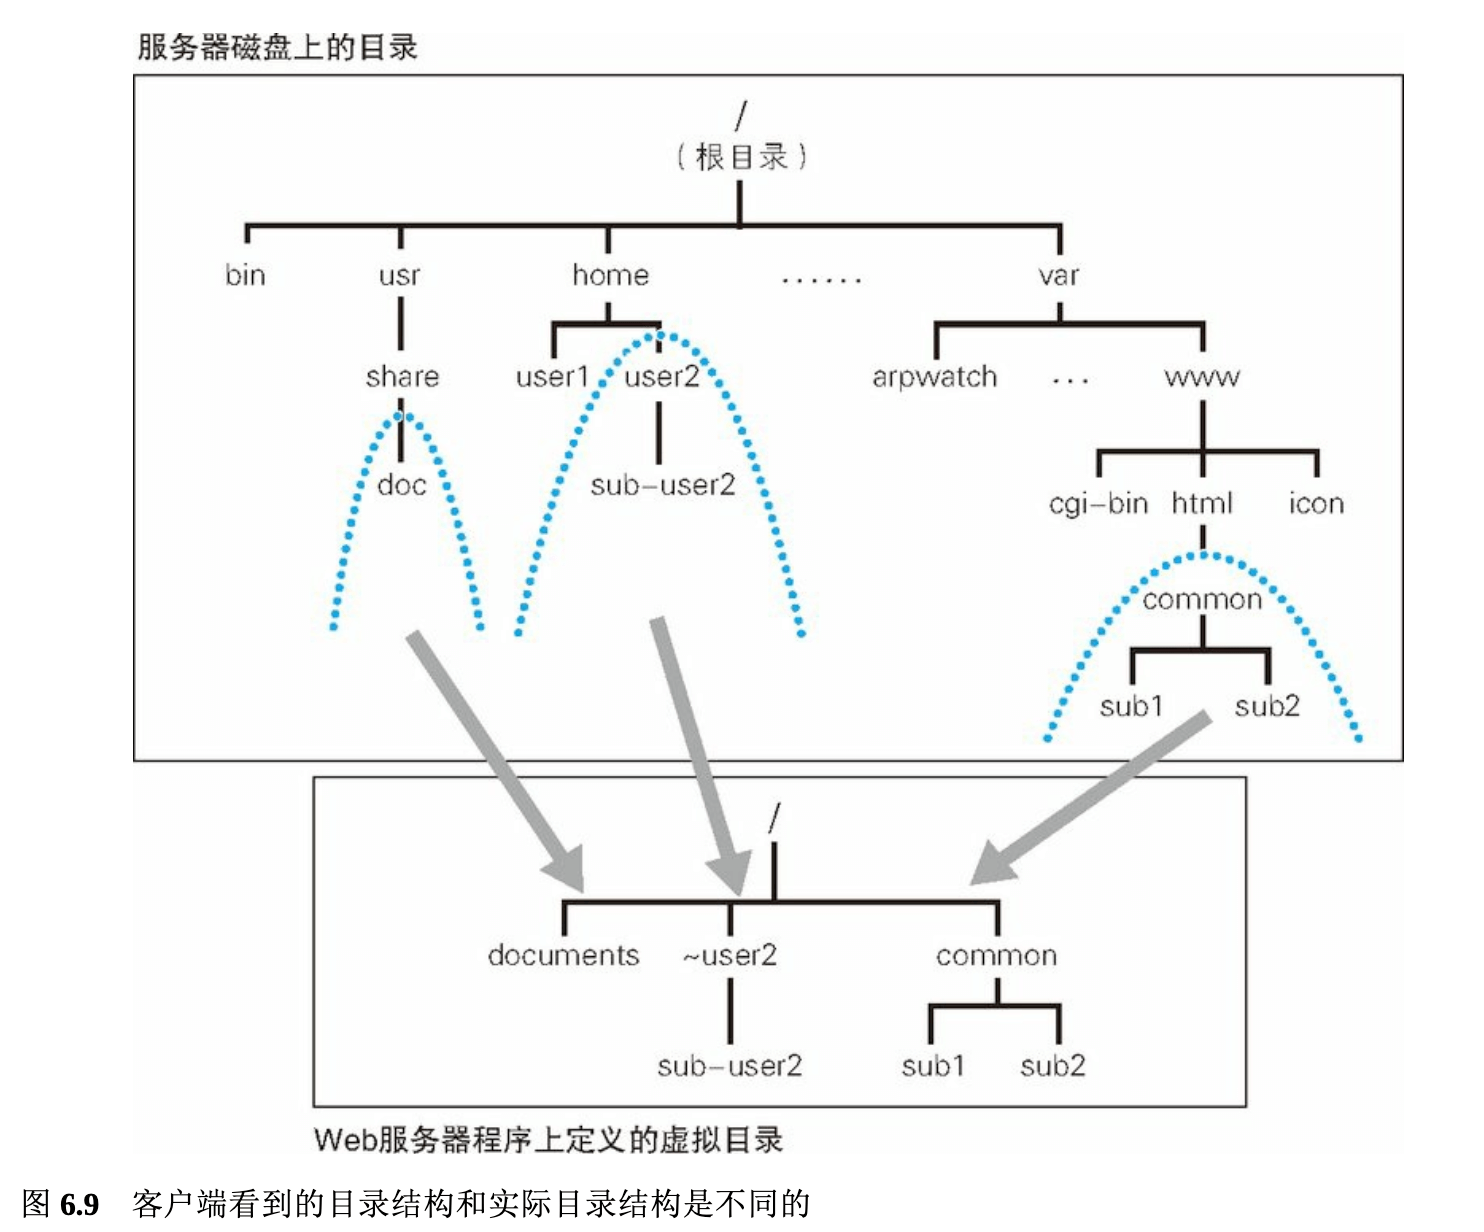 服务器磁盘上的目录
/
（根目录）
bin usr home ...... var
share user1 user2 arpwatch ... www
doc sub-user2 cgi-bin html icon
common
sub1 sub2
/
documents ~user2 common
sub-user2 sub1 sub2
Web服务器程序上定义的虚拟目录
图 6.9 客户端看到的目录结构和实际目录结构是不同的